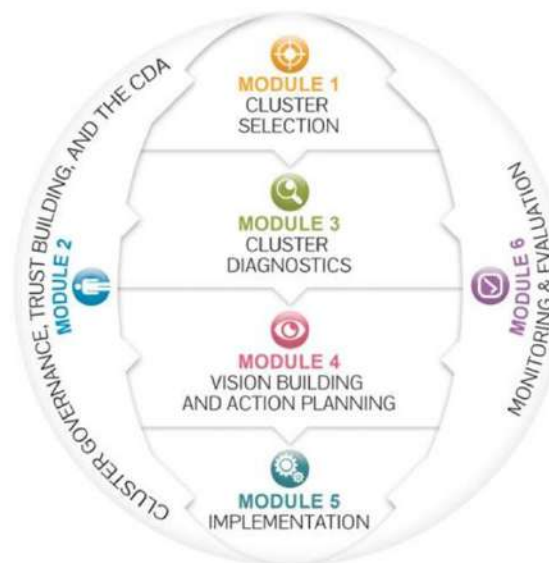 MODULE 1
CLUSTER
SELECTION
CLUSTER GOVERNANCE, TRUST BUILDING, AND THE CDA
MODULE 2
MODULE 3
CLUSTER
DIAGNOSTICS
MODULE 4
VISION BUILDING
AND ACTION PLANNING
MODULE 5
IMPLEMENTATION
MODULE 6
MONITORING & EVALUATION